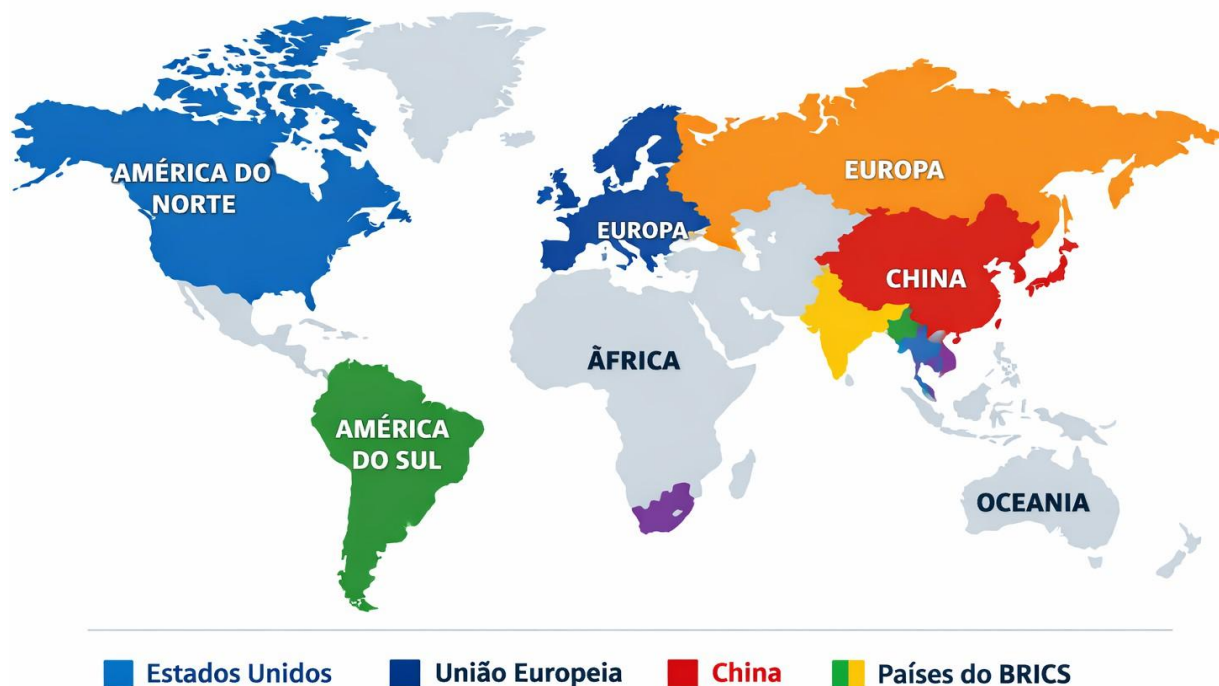 AMÉRICA DO
NORTE
EUROPA
EUROPA
CHINA
ÃFRICA
AMÉRICA
DO SUL
OCEANIA
Estados Unidos
União Europeia
China
Países do BRICS